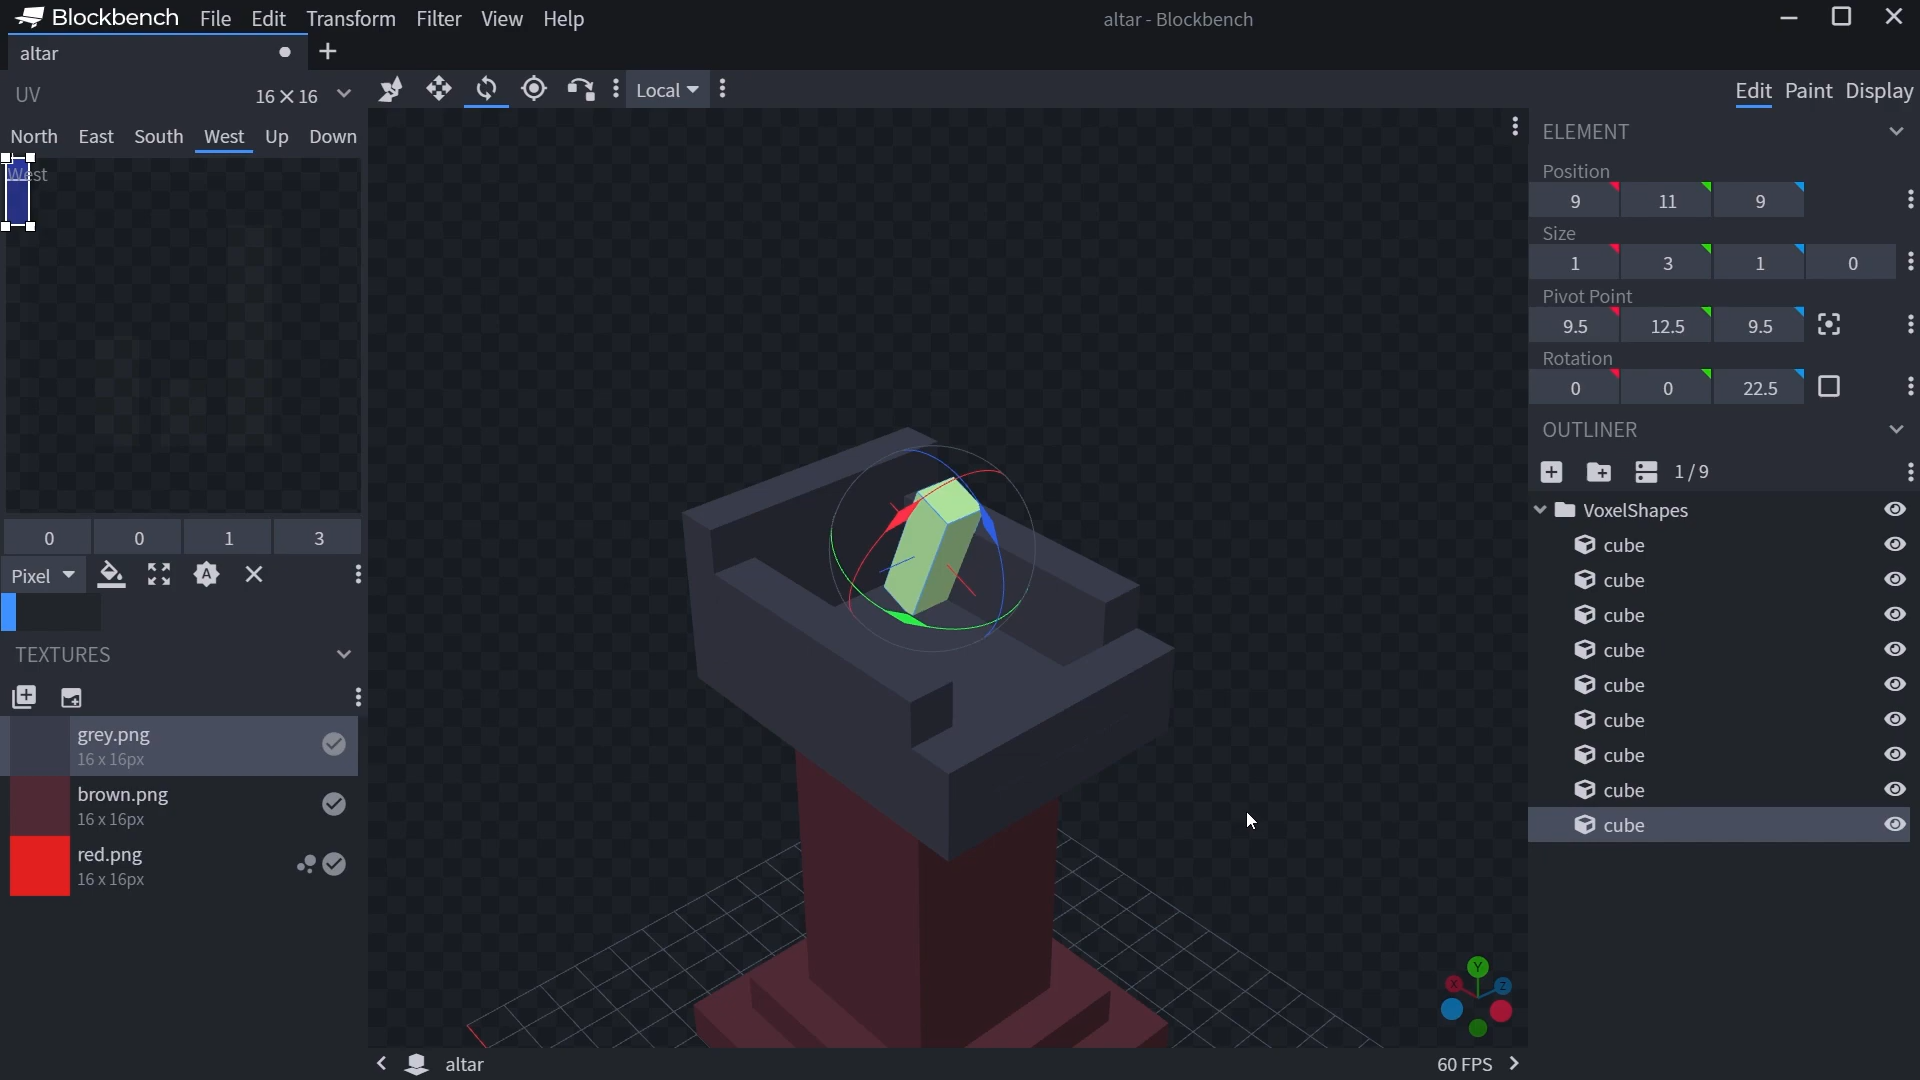 Blockbench File Edit Transform Filter View Help
altar - Blockbench
altar
UV
16×16
Local
Edit Paint Display
North East South West Up Down
West
ELEMENT
Position
9 11 9
Size
1 3 1 0
Pivot Point
9.5 12.5 9.5
Rotation
0 0 22.5
OUTLINER
1 / 9
VoxelShapes
cube
cube
cube
cube
cube
cube
cube
cube
cube
0 0 1 3
Pixel
A
TEXTURES
grey.png
16 x 16px
brown.png
16 x 16px
red.png
16 x 16px
Y
X
Z
altar
60 FPS